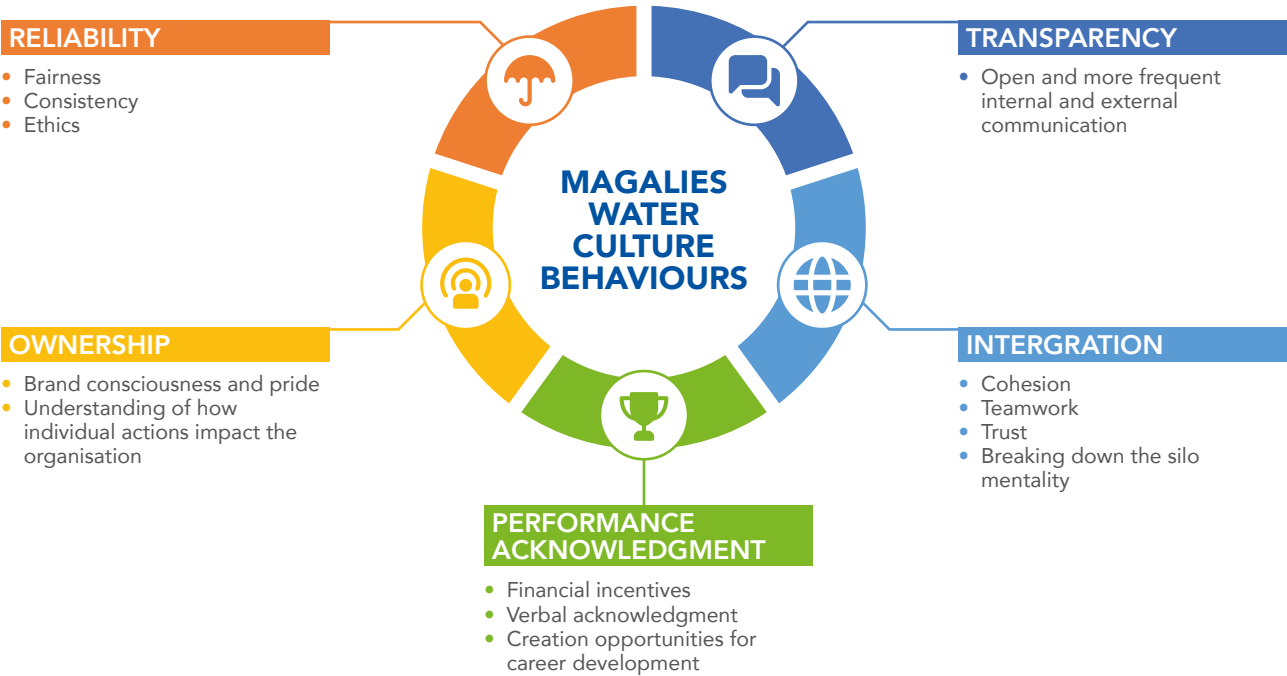 RELIABILITY
• Fairness
• Consistency
• Ethics
TRANSPARENCY
• Open and more frequent
internal and external
communication
MAGALIES
WATER
CULTURE
BEHAVIOURS
OWNERSHIP
• Brand consciousness and pride
• Understanding of how
individual actions impact the
organisation
INTERGRATION
• Cohesion
• Teamwork
• Trust
• Breaking down the silo
mentality
PERFORMANCE
ACKNOWLEDGMENT
• Financial incentives
• Verbal acknowledgment
• Creation opportunities for
career development